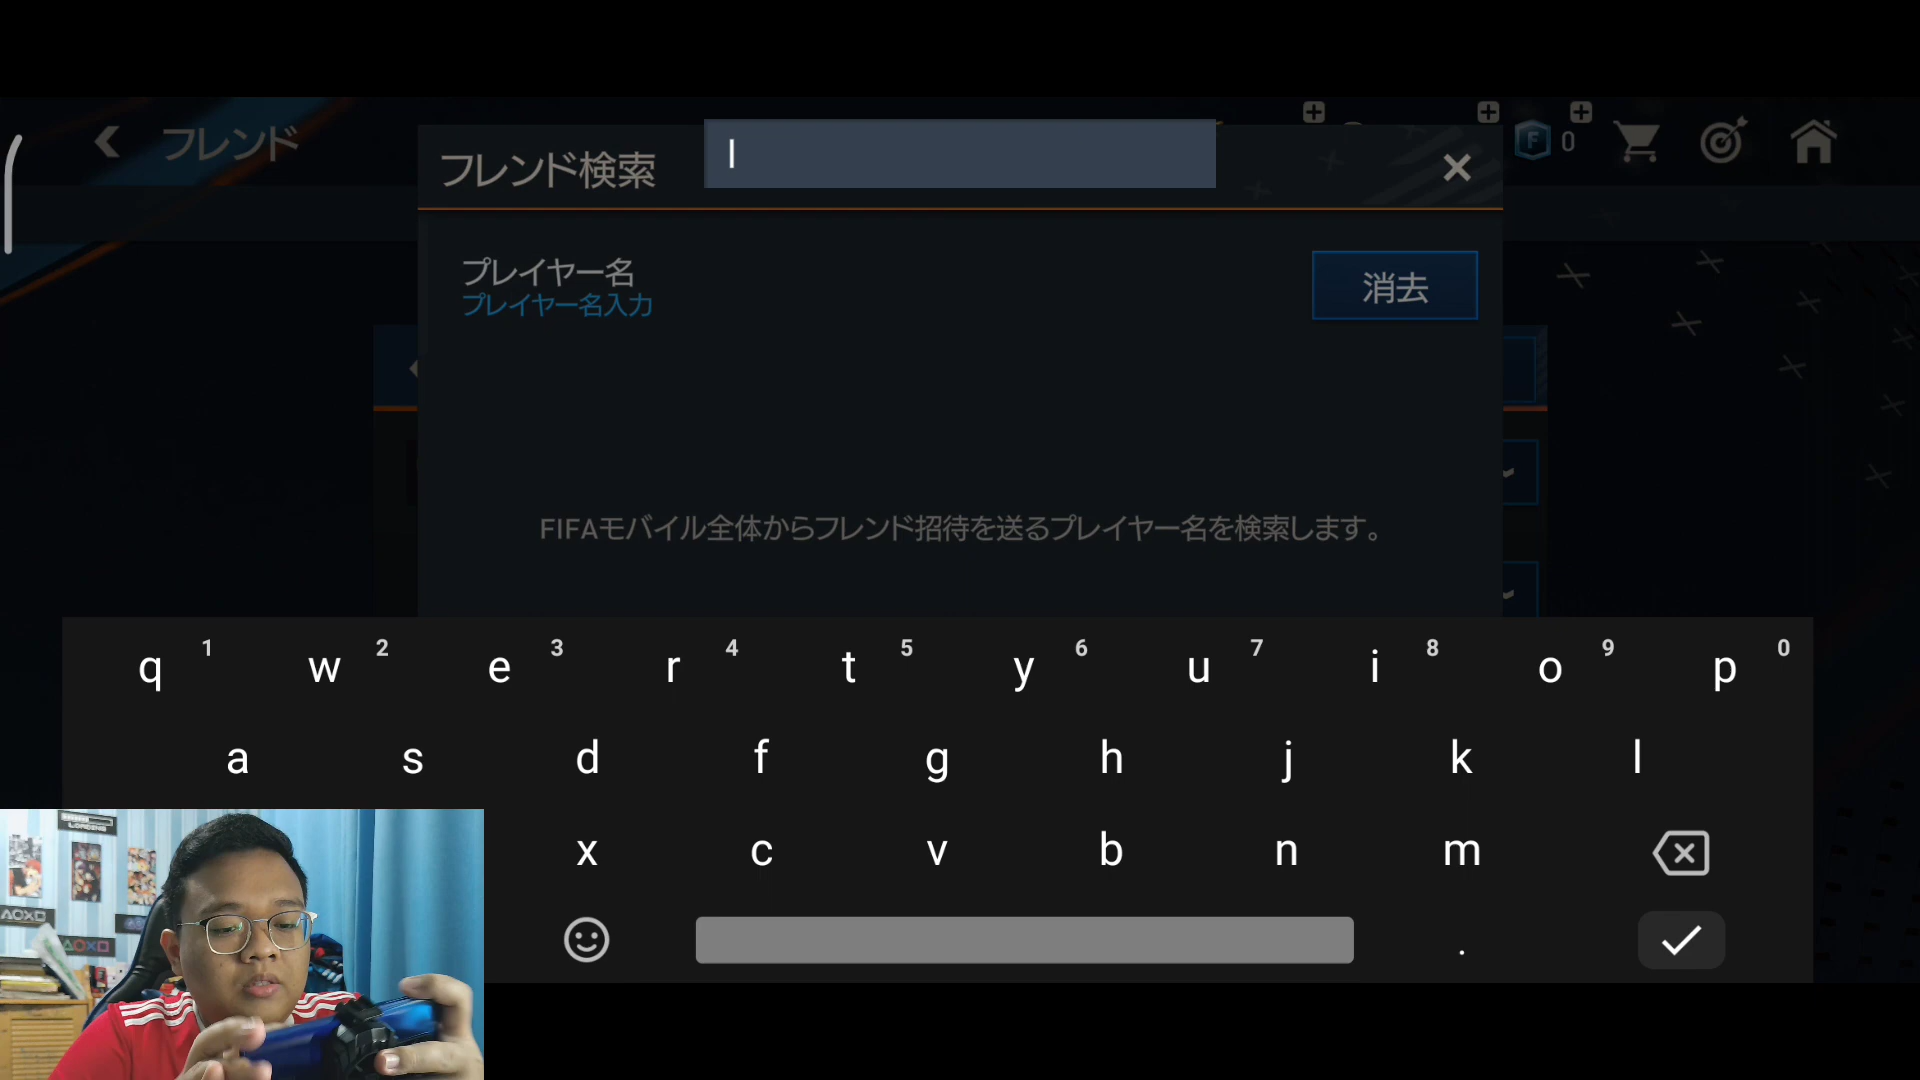 フレンド
フレンド検索
F 0
プレイヤー名
プレイヤー名入力
消去
FIFAモバイル全体からフレンド招待を送るプレイヤー名を検索します。
q 1 w 2 e 3 r 4 t 5 y 6 u 7 i 8 o 9 p 0
a s d f g h j k l
x c v b n m
.
LOADING